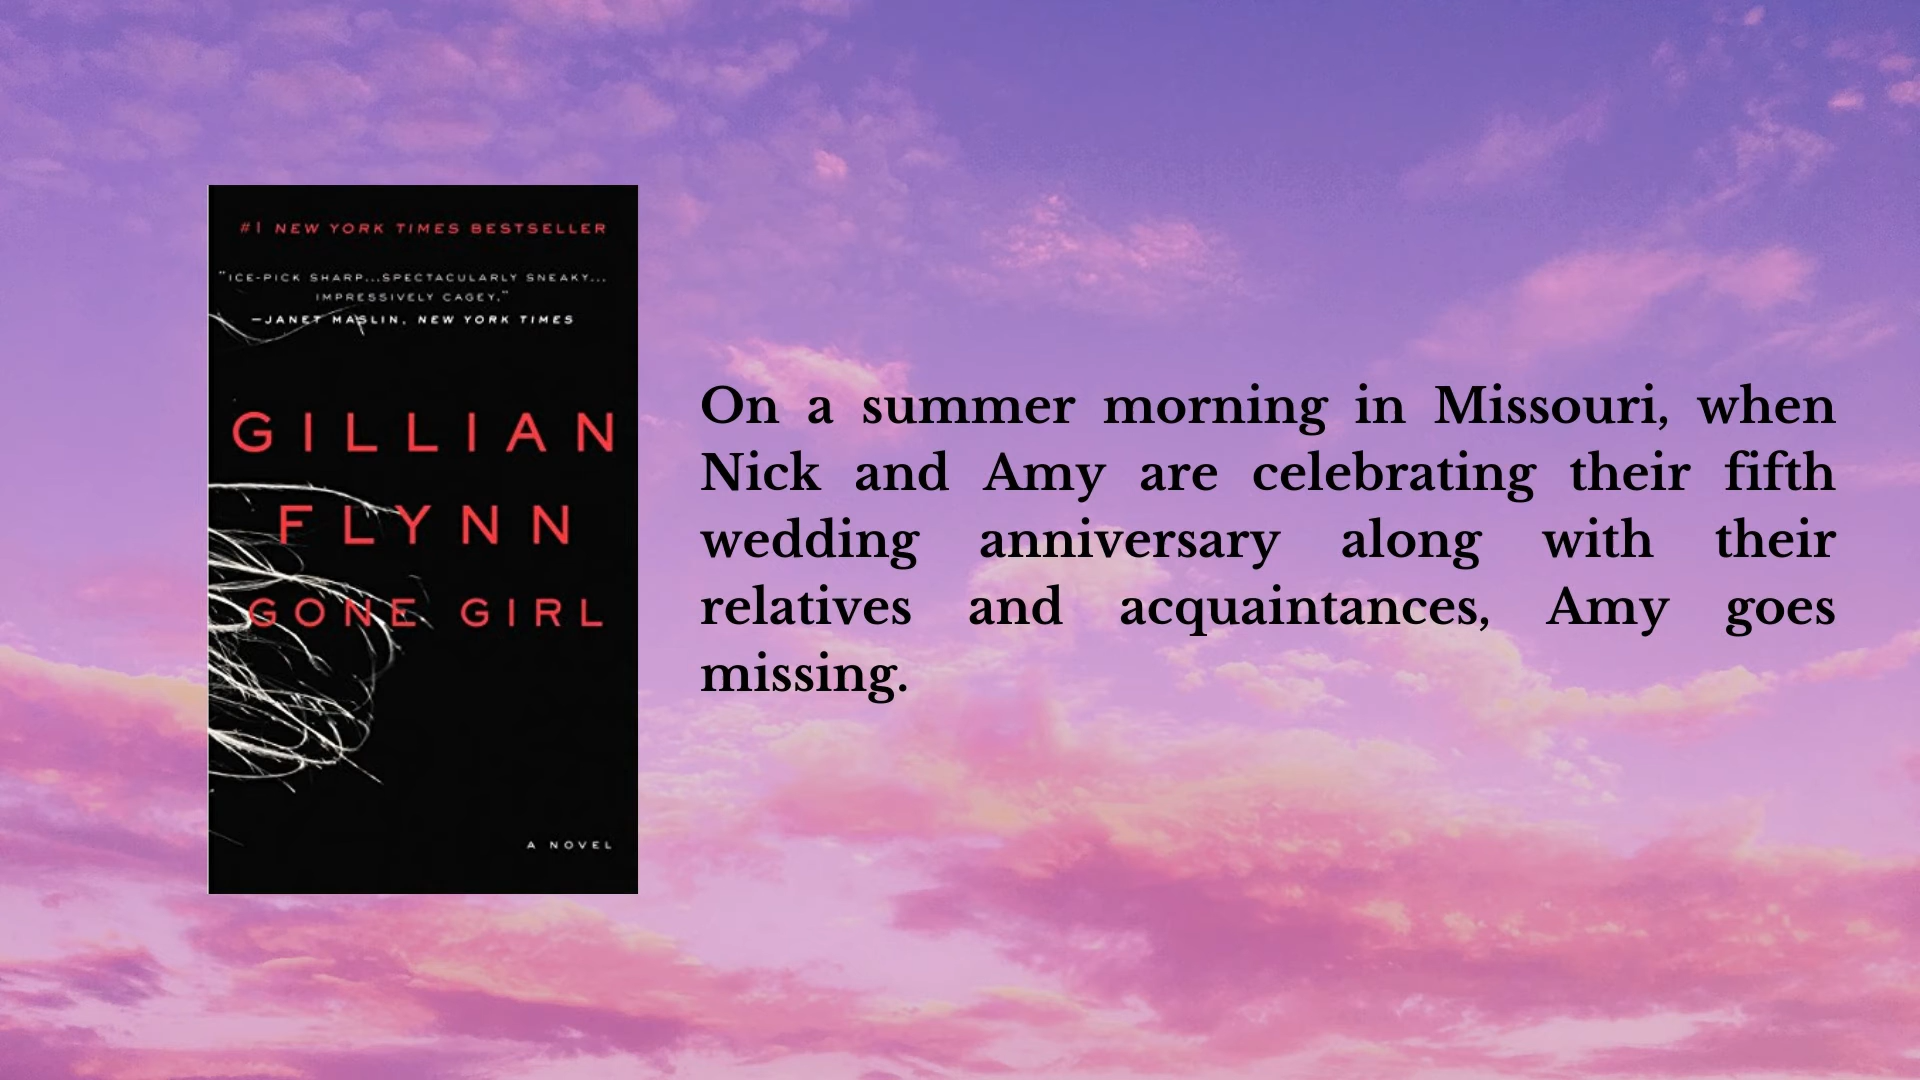 #1 NEW YORK TIMES BESTSELLER
"ICE-PICK SHARP...SPECTACULARLY SNEAKY...
IMPRESSIVELY CAGEY."
—JANET MASLIN, NEW YORK TIMES
GILLIAN
FLYNN
GONE GIRL
A NOVEL
On a summer morning in Missouri, when
Nick and Amy are celebrating their fifth
wedding anniversary along with their
relatives and acquaintances, Amy goes
missing.